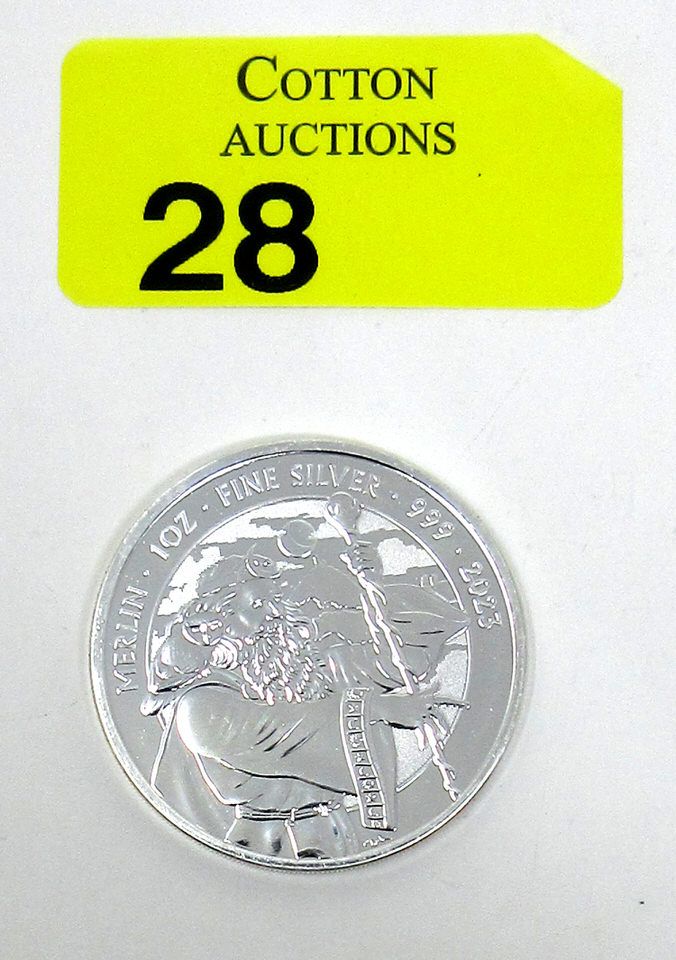 COTTON
AUCTIONS
28
MERLIN · 1OZ · FINE SILVER · 999 · 2023